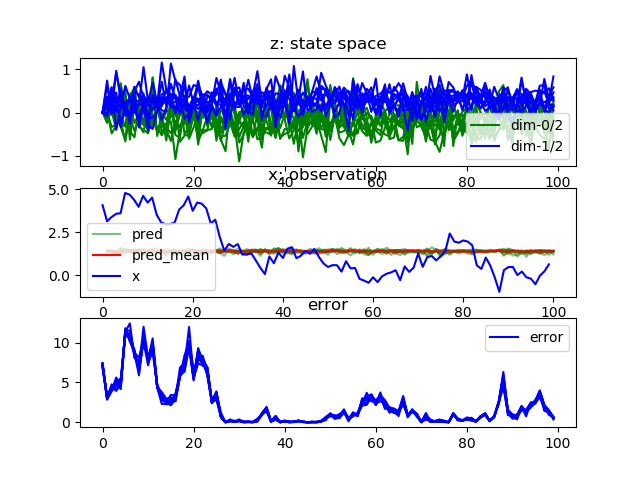 z: state space
1
0
−1
dim-0/2
dim-1/2
0 20 40 60 80 100
x: observation
5.0
2.5
0.0
pred
pred_mean
x
0 20 40 60 80 100
error
10
5
0
error
0 20 40 60 80 100